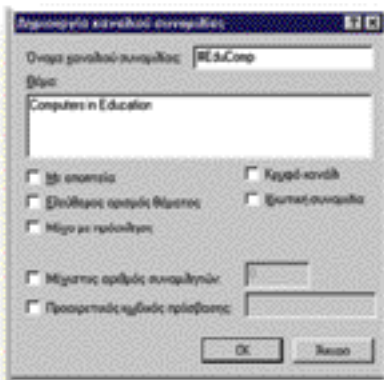 Δημιουργία καναλιού συνομιλίας
Όνομα καναλιού συνομιλίας: #EduComp
Θέμα:
Computers in Education
Με εποπτεία
Κρυφό κανάλι
Ελεύθερος ορισμός θέματος
Ιδιωτική συνομιλία
Μόνο με πρόσκληση
Μέγιστος αριθμός συνομιλητών:
Προαιρετικός κωδικός πρόσβασης:
OK
Άκυρο